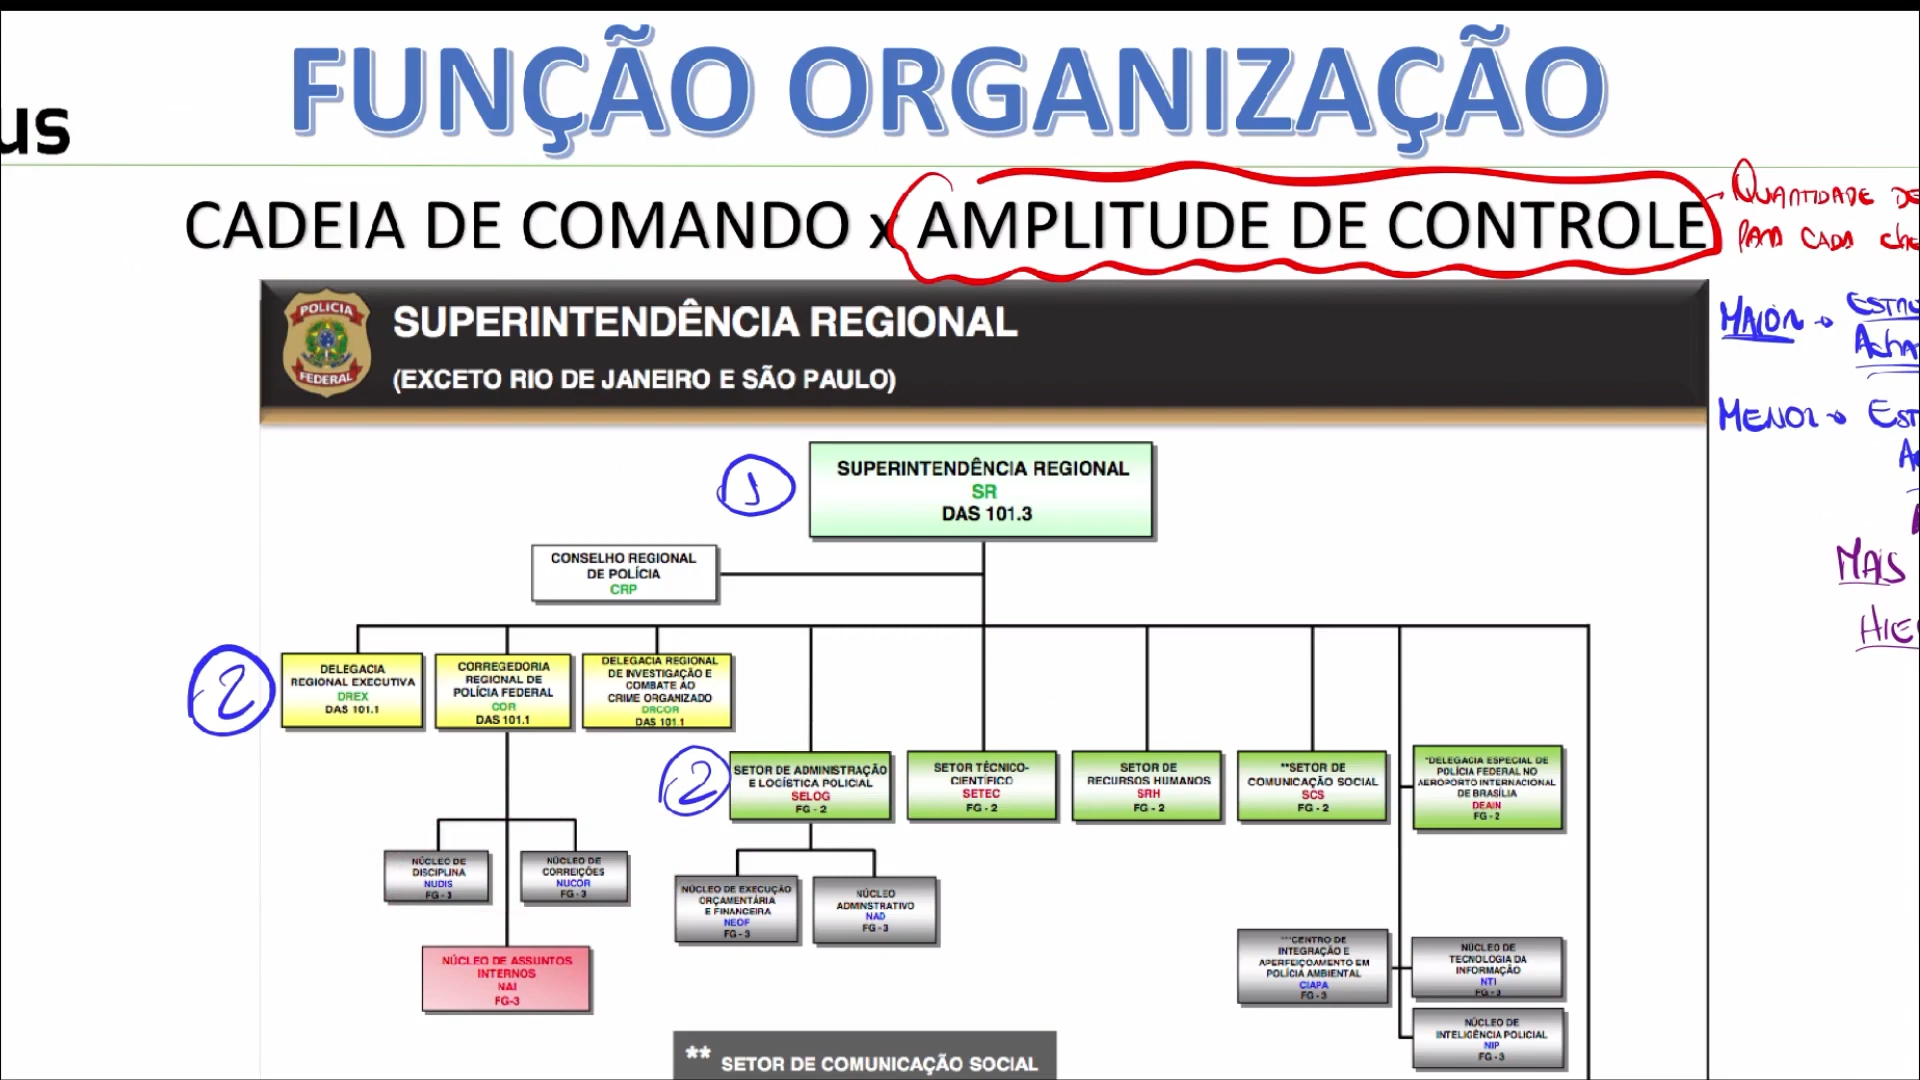 FUNÇÃO ORGANIZAÇÃO
us
CADEIA DE COMANDO x AMPLITUDE DE CONTROLE
QUANTIDADE DE
PARA CADA
MAIOR →
MENOR →
MAIS
POLICIA
FEDERAL
SUPERINTENDÊNCIA REGIONAL
(EXCETO RIO DE JANEIRO E SÃO PAULO)
1
SUPERINTENDÊNCIA REGIONAL
SR
DAS 101.3
CONSELHO REGIONAL
DE POLÍCIA
CRP
2
DELEGACIA
REGIONAL EXECUTIVA
DREX
DAS 101.1
CORREGEDORIA
REGIONAL DE
POLÍCIA FEDERAL
COR
DAS 101.1
DELEGACIA REGIONAL
DE INVESTIGAÇÃO E
COMBATE AO
CRIME ORGANIZADO
DRCOR
DAS 101.1
2
SETOR DE ADMINISTRAÇÃO
E LOGÍSTICA POLICIAL
SELOG
FG - 2
SETOR TÉCNICO-
CIENTÍFICO
SETEC
FG - 2
SETOR DE
RECURSOS HUMANOS
SRH
FG - 2
**SETOR DE
COMUNICAÇÃO SOCIAL
SCS
FG - 2
*DELEGACIA ESPECIAL DE
POLÍCIA FEDERAL NO
AEROPORTO INTERNACIONAL
DE BRASÍLIA
DEAIN
FG - 2
NÚCLEO DE
DISCIPLINA
NUDIS
FG - 3
NÚCLEO DE
CORREIÇÕES
NUCOR
FG - 3
NÚCLEO DE EXECUÇÃO
ORÇAMENTÁRIA
E FINANCEIRA
NEOF
FG - 3
NÚCLEO
ADMINSTRATIVO
NAD
FG - 3
NÚCLEO DE ASSUNTOS
INTERNOS
NAI
FG-3
***CENTRO DE
INTEGRAÇÃO E
APERFEIÇOAMENTO EM
POLÍCIA AMBIENTAL
CIAPA
FG - 3
NÚCLEO DE
TECNOLOGIA DA
INFORMAÇÃO
NTI
FG - 3
NÚCLEO DE
INTELIGÊNCIA POLICIAL
NIP
FG - 3
** SETOR DE COMUNICAÇÃO SOCIAL